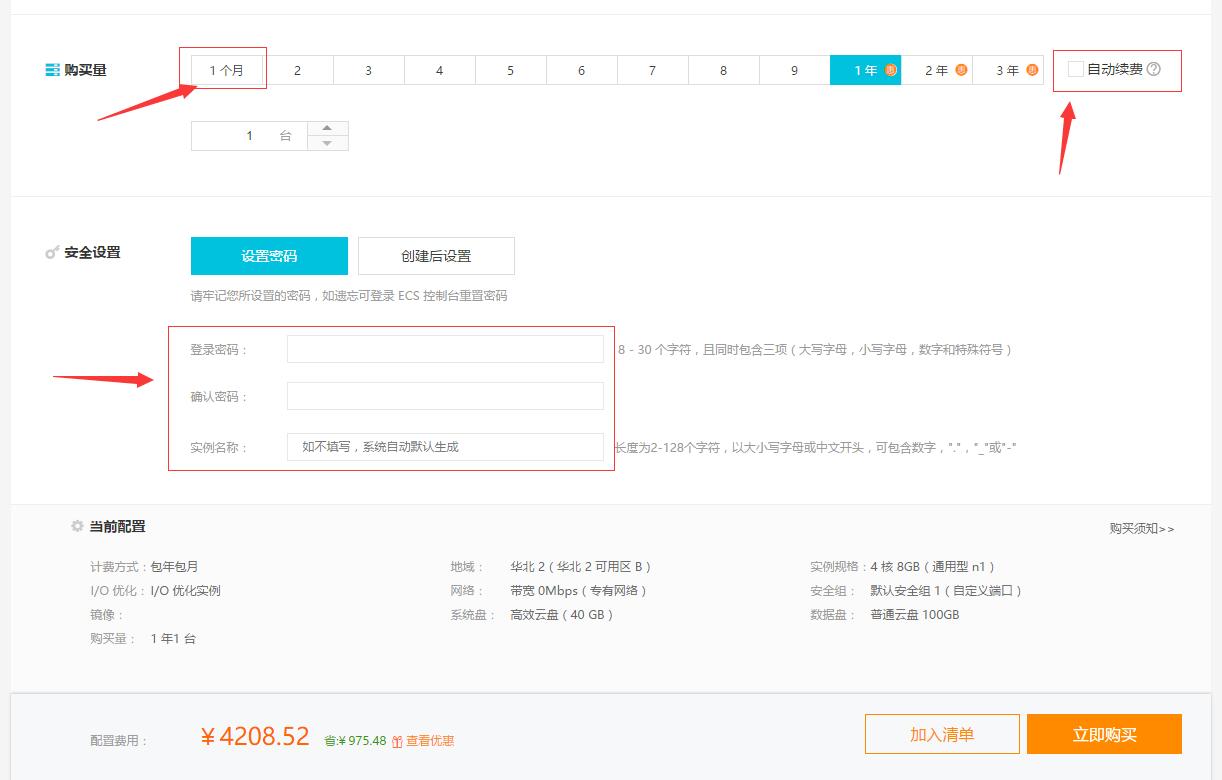 购买量
1 个月 2 3 4 5 6 7 8 9 1 年 惠 2 年 惠 3 年 惠 自动续费 ?
1 台
安全设置
设置密码 创建后设置
请牢记您所设置的密码，如遗忘可登录 ECS 控制台重置密码
登录密码： 8 - 30 个字符，且同时包含三项（大写字母，小写字母，数字和特殊符号）
确认密码：
实例名称： 如不填写，系统自动默认生成 长度为2-128个字符，以大小写字母或中文开头，可包含数字，"."，"_"或"-"
当前配置 购买须知>>
计费方式：包年包月 地域： 华北 2（华北 2 可用区 B） 实例规格：4 核 8GB（通用型 n1）
I/O 优化：I/O 优化实例 网络： 带宽 0Mbps（专有网络） 安全组： 默认安全组 1（自定义端口）
镜像： 系统盘： 高效云盘（40 GB） 数据盘： 普通云盘 100GB
购买量： 1 年1 台
配置费用： ¥4208.52 省:¥ 975.48 查看优惠 加入清单 立即购买